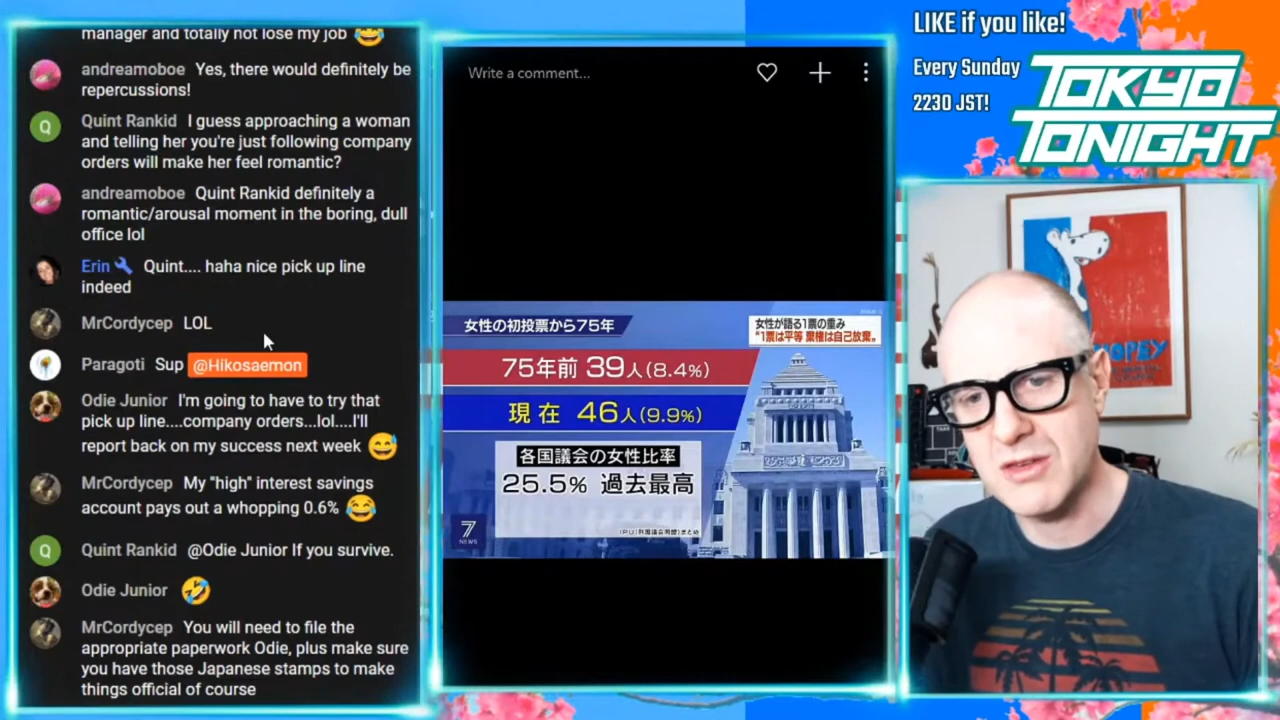 manager and totally not lose my job 😂
andreamoboe Yes, there would definitely be
repercussions!
Q
Quint Rankid I guess approaching a woman
and telling her you're just following company
orders will make her feel romantic?
andreamoboe Quint Rankid definitely a
romantic/arousal moment in the boring, dull
office lol
Erin Quint.... haha nice pick up line
indeed
MrCordycep LOL
Paragoti Sup @Hikosaemon
Odie Junior I'm going to have to try that
pick up line....company orders...lol....I'll
report back on my success next week 😅
MrCordycep My "high" interest savings
account pays out a whopping 0.6% 😂
Q
Quint Rankid @Odie Junior If you survive.
Odie Junior 🤣
MrCordycep You will need to file the
appropriate paperwork Odie, plus make sure
you have those Japanese stamps to make
things official of course
Write a comment...
女性の初投票から75年
女性が語る1票の重み
"1票は平等 棄権は自己放棄"
75年前 39人(8.4%)
現在 46人(9.9%)
各国議会の女性比率
25.5% 過去最高
7
NEWS
LIKE if you like!
Every Sunday
2230 JST!
TOKYO
TONIGHT